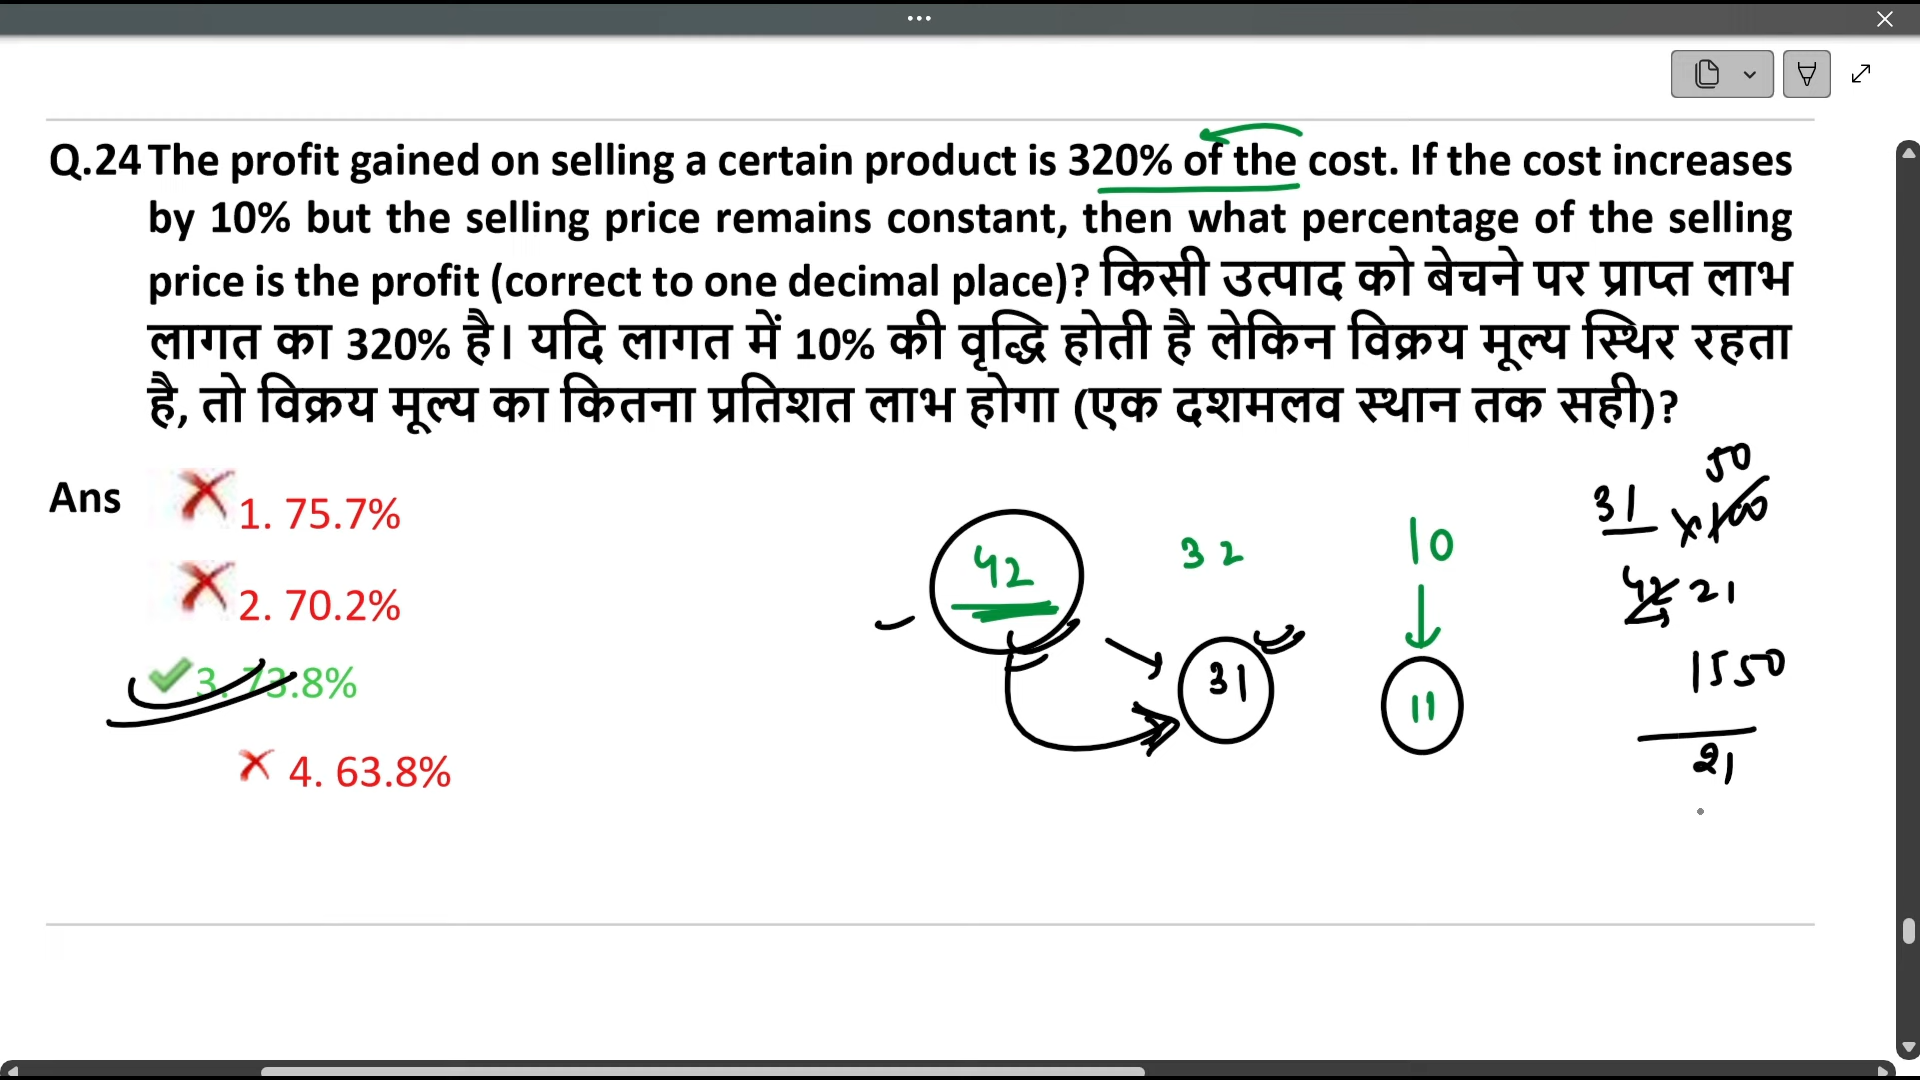 Q.24 The profit gained on selling a certain product is 320% of the cost. If the cost increases
by 10% but the selling price remains constant, then what percentage of the selling
price is the profit (correct to one decimal place)? किसी उत्पाद को बेचने पर प्राप्त लाभ
लागत का 320% है। यदि लागत में 10% की वृद्धि होती है लेकिन विक्रय मूल्य स्थिर रहता
है, तो विक्रय मूल्य का कितना प्रतिशत लाभ होगा (एक दशमलव स्थान तक सही)?
Ans
1. 75.7%
2. 70.2%
3. 73.8%
4. 63.8%
42 32 10
31 11
50
31 x 100
42 21
1550
21